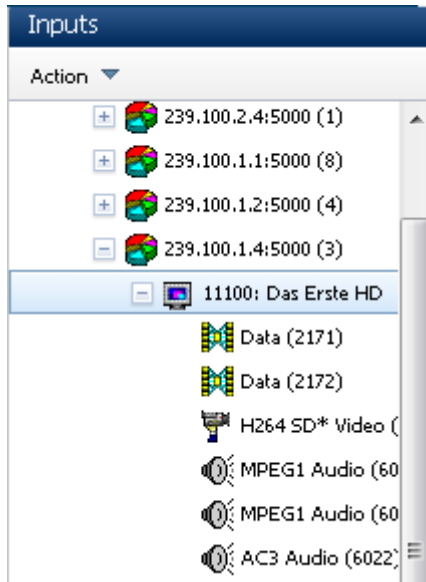 Inputs
Action
239.100.2.4:5000 (1)
239.100.1.1:5000 (8)
239.100.1.2:5000 (4)
239.100.1.4:5000 (3)
11100: Das Erste HD
Data (2171)
Data (2172)
H264 SD* Video (
MPEG1 Audio (60
MPEG1 Audio (60
AC3 Audio (6022)